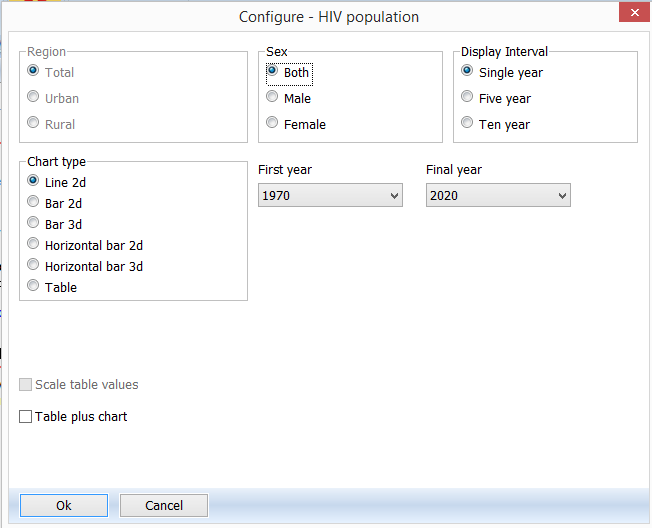 Configure - HIV population
Region
Total
Urban
Rural
Sex
Both
Male
Female
Display Interval
Single year
Five year
Ten year
Chart type
Line 2d
Bar 2d
Bar 3d
Horizontal bar 2d
Horizontal bar 3d
Table
First year
1970
Final year
2020
Scale table values
Table plus chart
Ok
Cancel